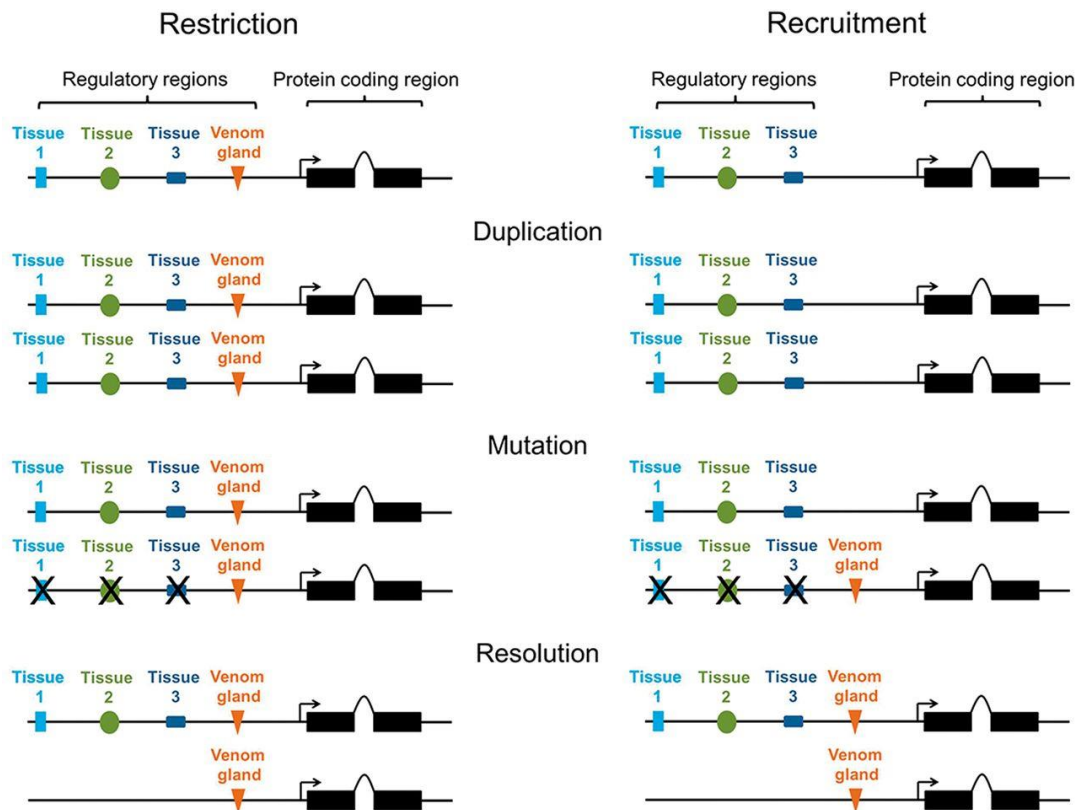 Restriction
Recruitment
Regulatory regions
Protein coding region
Regulatory regions
Protein coding region
Tissue Tissue Tissue Venom
1 2 3 gland
Tissue Tissue Tissue
1 2 3
Duplication
Tissue Tissue Tissue Venom
1 2 3 gland
Tissue Tissue Tissue
1 2 3
Tissue Tissue Tissue Venom
1 2 3 gland
Tissue Tissue Tissue
1 2 3
Mutation
Tissue Tissue Tissue Venom
1 2 3 gland
Tissue Tissue Tissue
1 2 3
Tissue Tissue Tissue Venom
1 2 3 gland
X X X
Tissue Tissue Tissue Venom
1 2 3 gland
X X X
Resolution
Tissue Tissue Tissue Venom
1 2 3 gland
Tissue Tissue Tissue Venom
1 2 3 gland
Venom
gland
Venom
gland